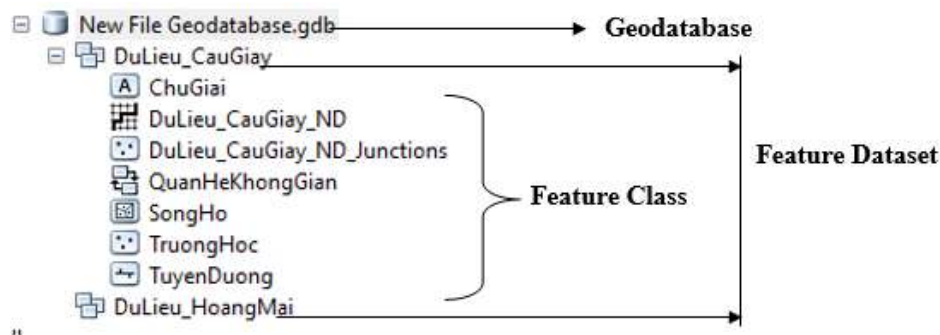 New File Geodatabase.gdb Geodatabase
DuLieu_CauGiay
A ChuGiai
DuLieu_CauGiay_ND
DuLieu_CauGiay_ND_Junctions
QuanHeKhongGian
SongHo
TruongHoc
TuyenDuong
DuLieu_HoangMai
Feature Class
Feature Dataset